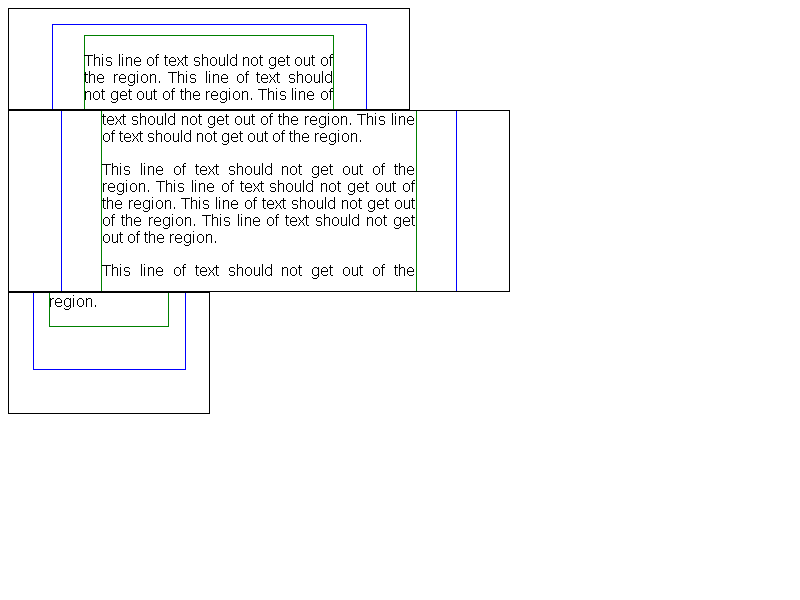 This line of text should not get out of
the region. This line of text should
not get out of the region. This line of
text should not get out of the region. This line
of text should not get out of the region.
This line of text should not get out of the
region. This line of text should not get out of
the region. This line of text should not get out
of the region. This line of text should not get
out of the region.
This line of text should not get out of the
region.